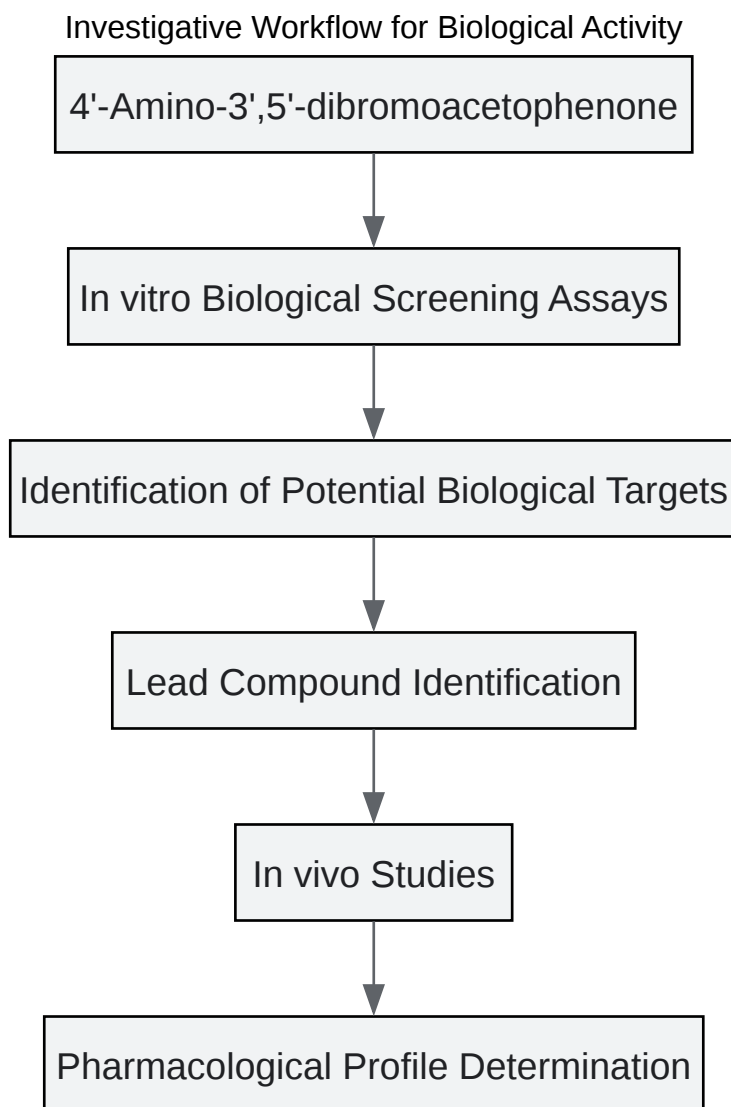 Investigative Workflow for Biological Activity
4'-Amino-3',5'-dibromoacetophenone
In vitro Biological Screening Assays
Identification of Potential Biological Targets
Lead Compound Identification
In vivo Studies
Pharmacological Profile Determination